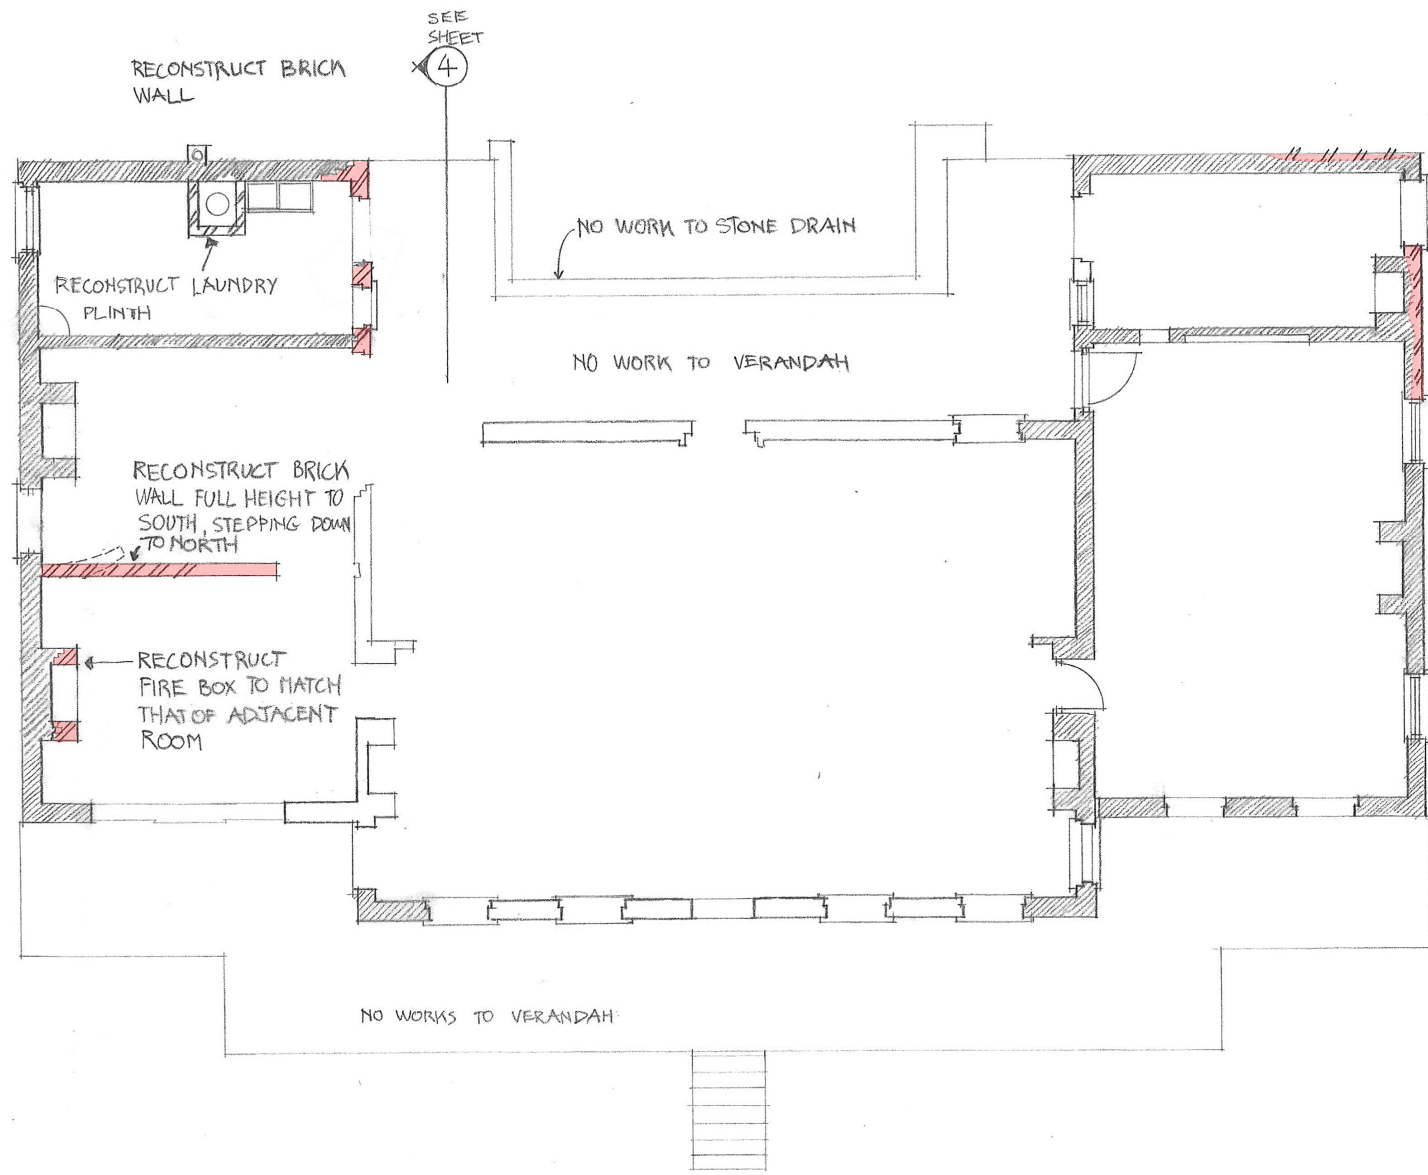 SEE
SHEET
4
RECONSTRUCT BRICK
WALL
NO WORK TO STONE DRAIN
RECONSTRUCT LAUNDRY
PLINTH
NO WORK TO VERANDAH
RECONSTRUCT BRICK
WALL FULL HEIGHT TO
SOUTH, STEPPING DOWN
TO NORTH
RECONSTRUCT
FIRE BOX TO MATCH
THAT OF ADJACENT
ROOM
NO WORKS TO VERANDAH